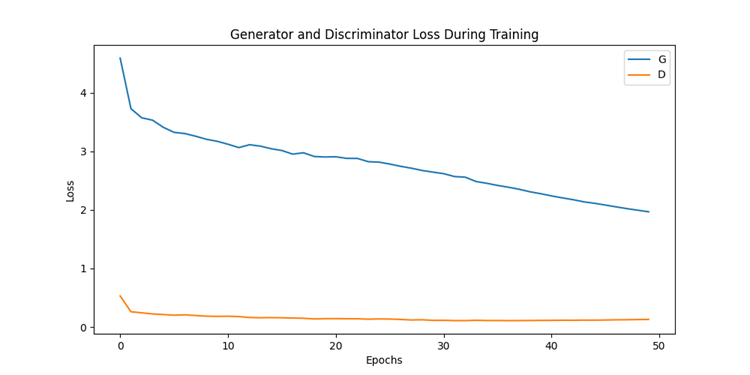 Generator and Discriminator Loss During Training
G
D
4
3
2
1
0
Loss
0 10 20 30 40 50
Epochs